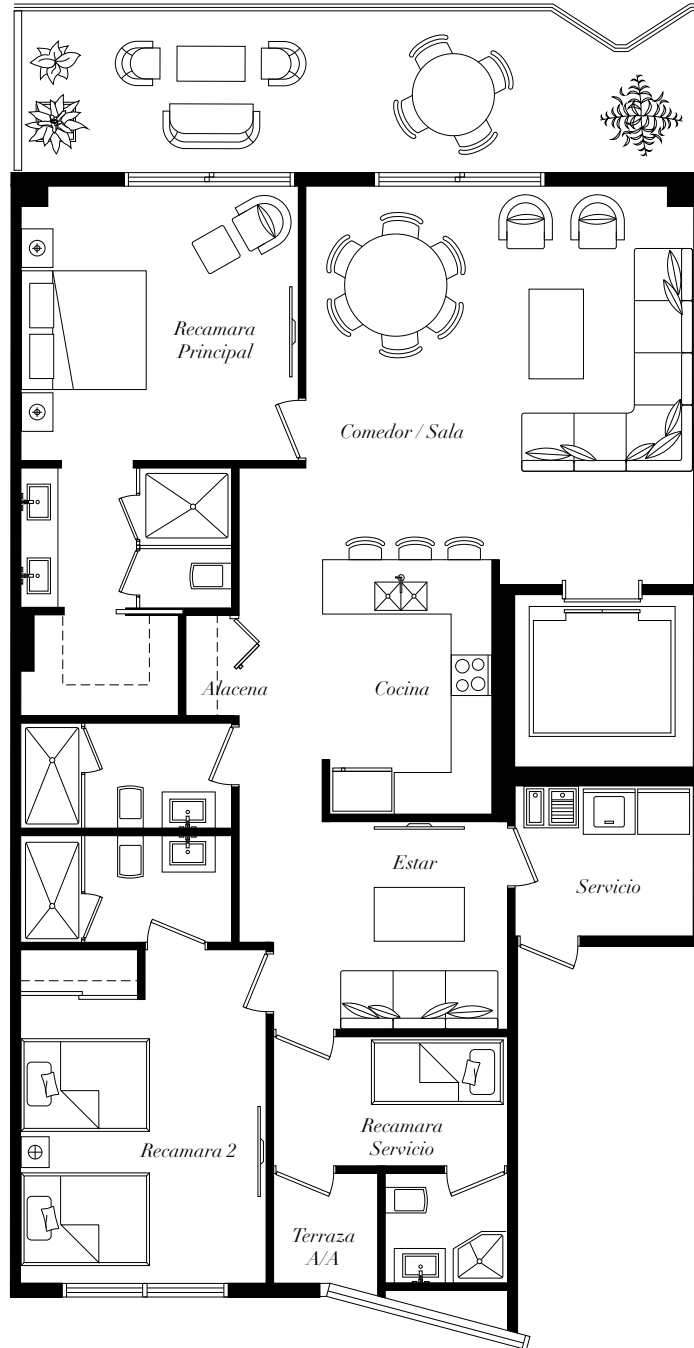 Recamara
Principal
Comedor / Sala
Alacena
Cocina
Estar
Servicio
Recamara
Servicio
Recamara 2
Terraza
A/A